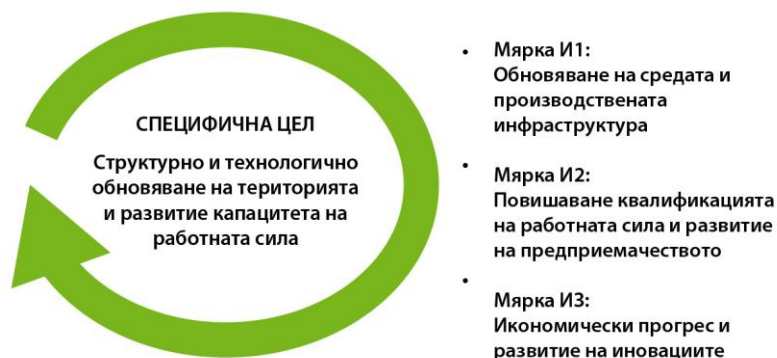 СПЕЦИФИЧНА ЦЕЛ
Структурно и технологично
обновяване на територията
и развитие капацитета на
работната сила
• Мярка И1:
Обновяване на средата и
производствената
инфраструктура
• Мярка И2:
Повишаване квалификацията
на работната сила и развитие
на предприемачеството
• Мярка И3:
Икономически прогрес и
развитие на иновациите